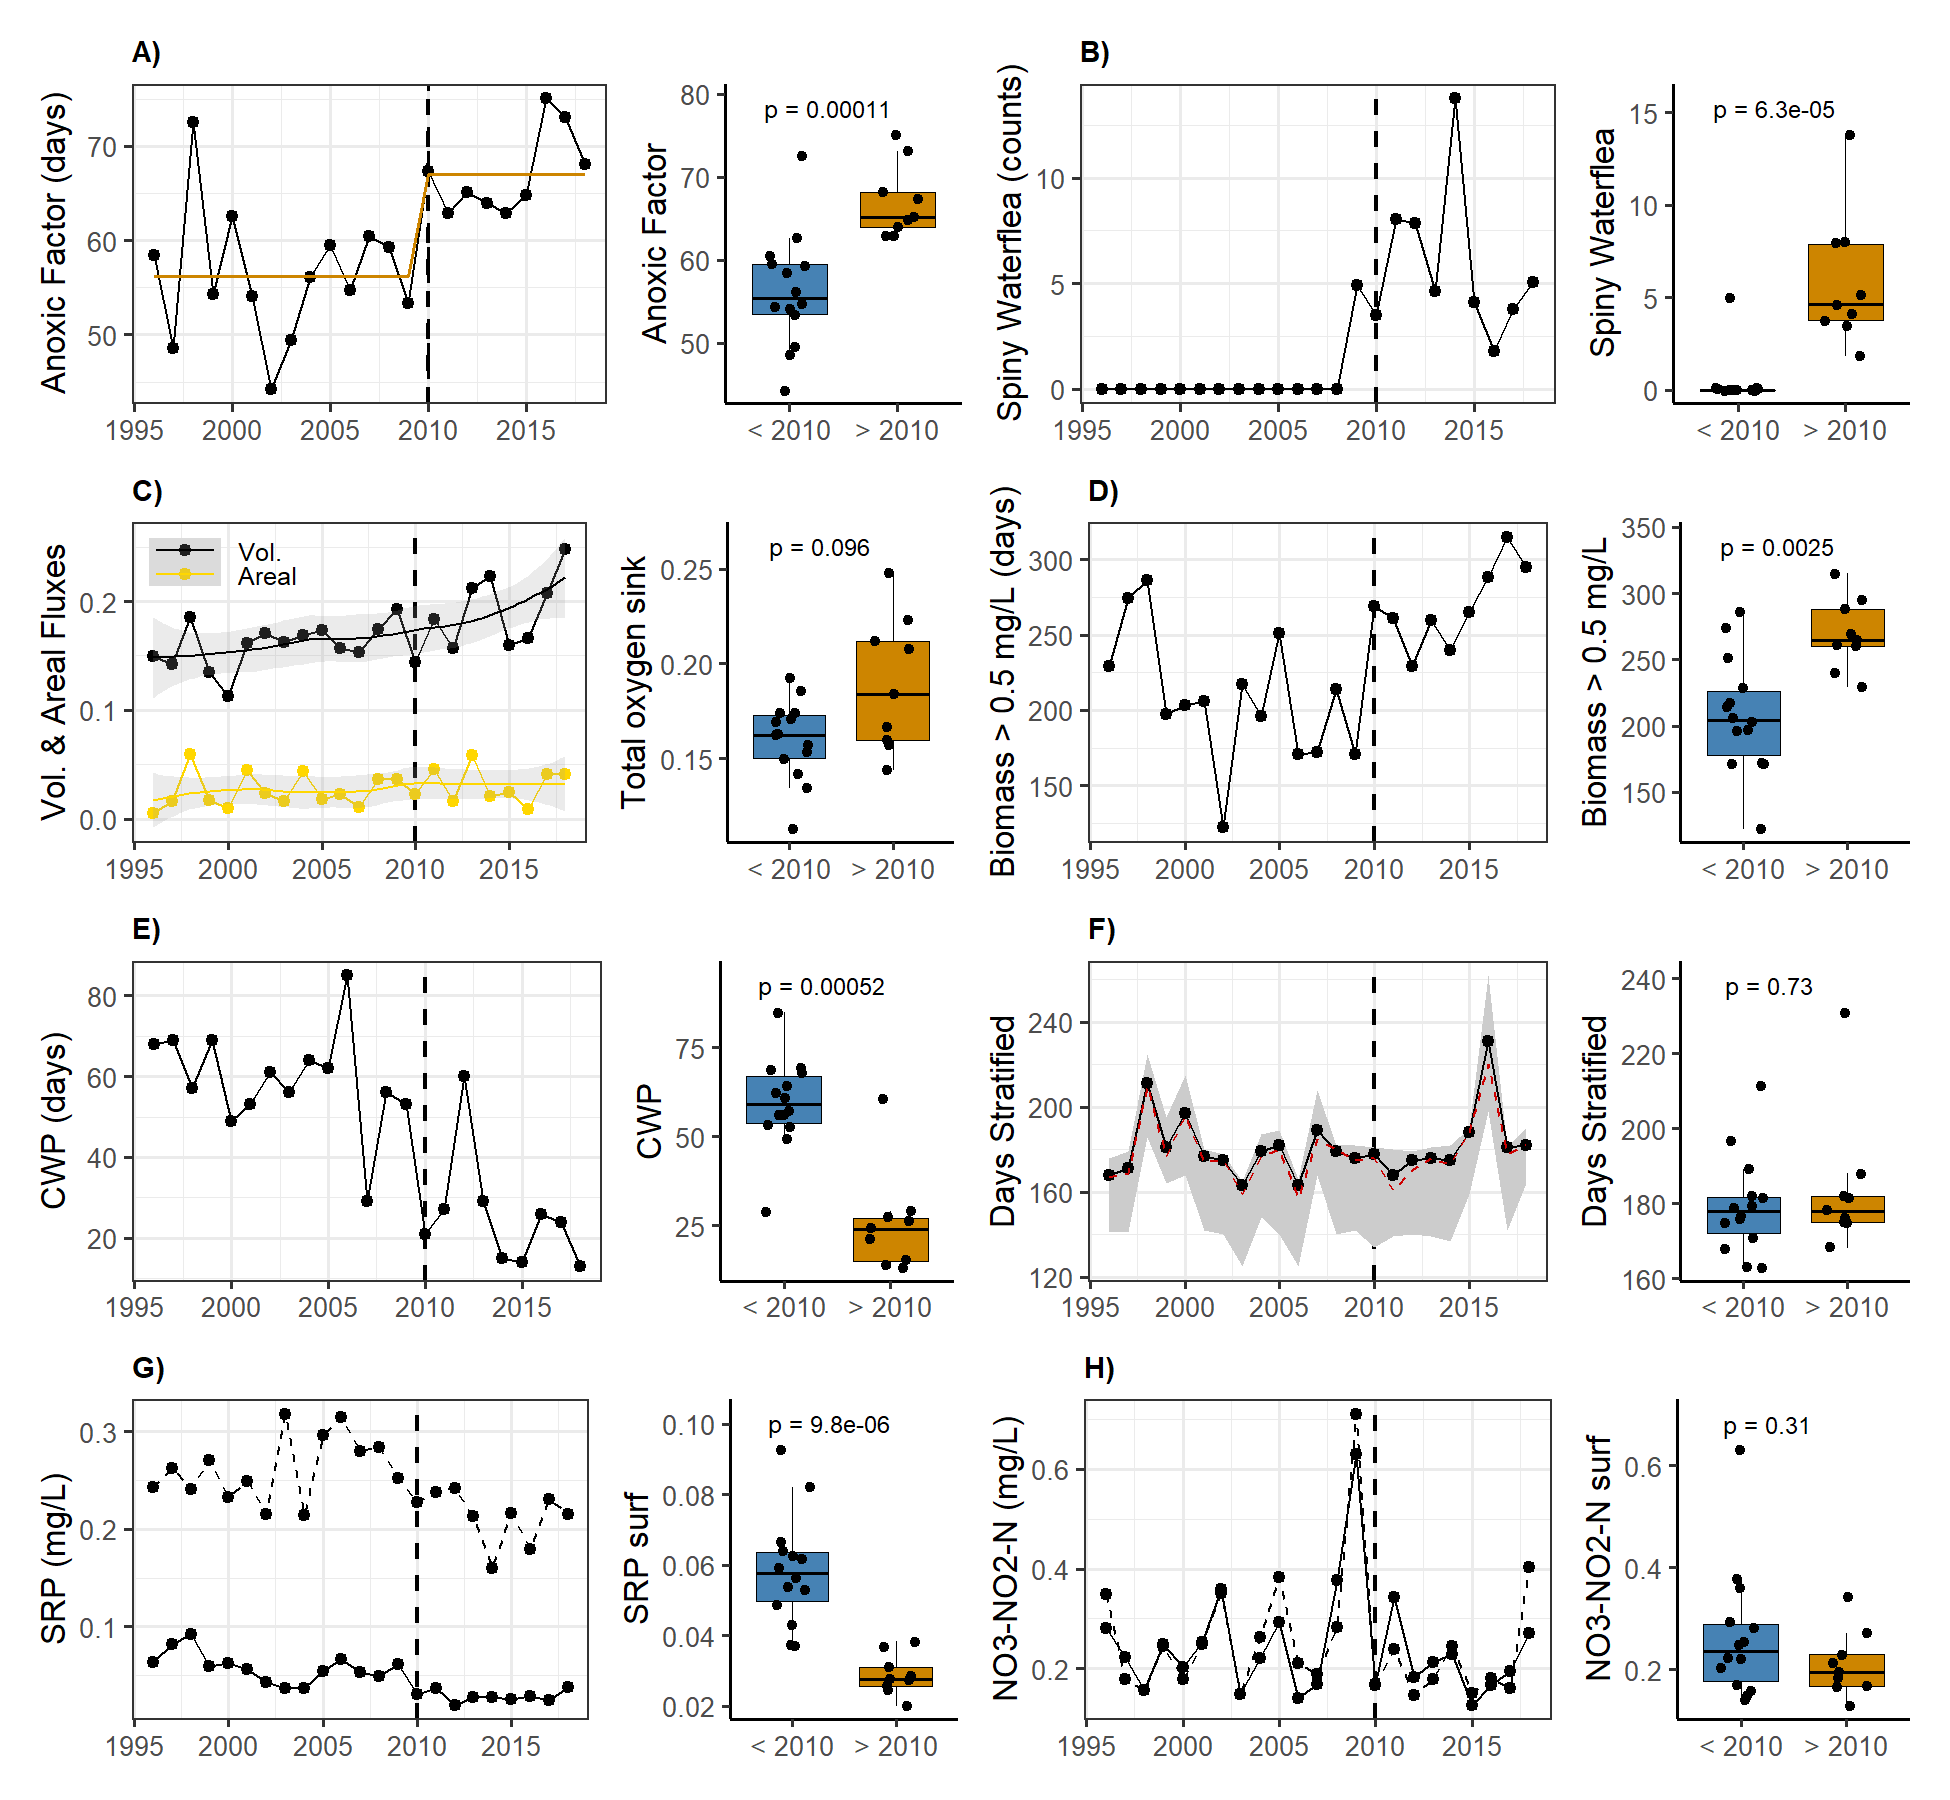 A)
Anoxic Factor (days)
70
60
50
1995 2000 2005 2010 2015
Anoxic Factor
80
70
60
50
p = 0.00011
< 2010 > 2010
B)
Spiny Waterflea (counts)
10
5
0
1995 2000 2005 2010 2015
Spiny Waterflea
15
10
5
0
p = 6.3e-05
< 2010 > 2010
C)
Vol. & Areal Fluxes
0.2
0.1
0.0
Vol.
Areal
1995 2000 2005 2010 2015
Total oxygen sink
0.25
0.20
0.15
p = 0.096
< 2010 > 2010
D)
Biomass > 0.5 mg/L (days)
300
250
200
150
1995 2000 2005 2010 2015
Biomass > 0.5 mg/L
350
300
250
200
150
p = 0.0025
< 2010 > 2010
E)
CWP (days)
80
60
40
20
1995 2000 2005 2010 2015
CWP
75
50
25
p = 0.00052
< 2010 > 2010
F)
Days Stratified
240
200
160
120
1995 2000 2005 2010 2015
Days Stratified
240
220
200
180
160
p = 0.73
< 2010 > 2010
G)
SRP (mg/L)
0.3
0.2
0.1
1995 2000 2005 2010 2015
SRP surf
0.10
0.08
0.06
0.04
0.02
p = 9.8e-06
< 2010 > 2010
H)
NO3-NO2-N (mg/L)
0.6
0.4
0.2
1995 2000 2005 2010 2015
NO3-NO2-N surf
0.6
0.4
0.2
p = 0.31
< 2010 > 2010